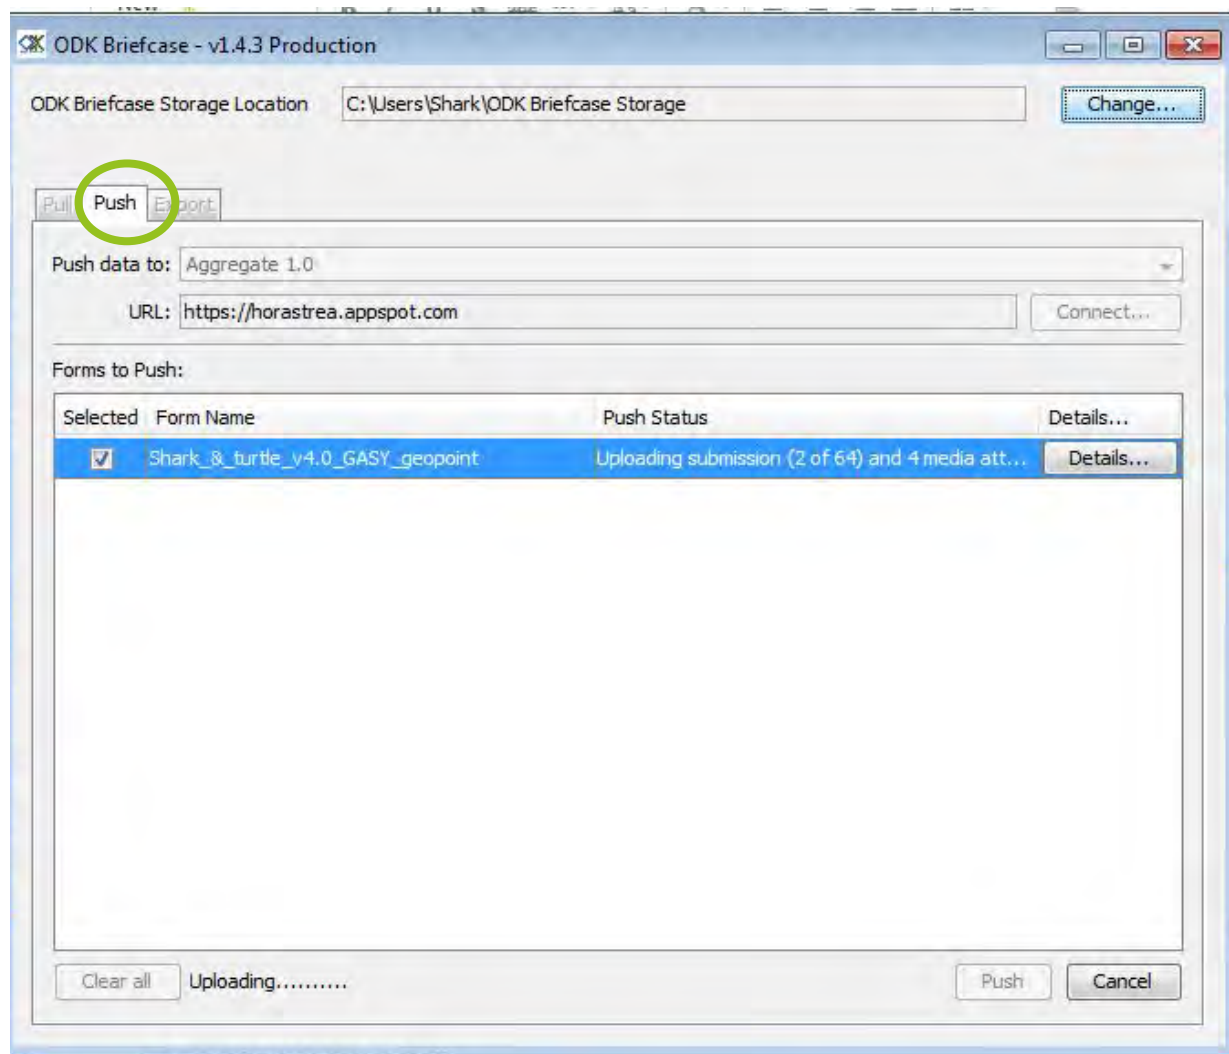 ODK Briefcase - v1.4.3 Production
ODK Briefcase Storage Location C:\Users\Shark\ODK Briefcase Storage Change...
Pull Push Export
Push data to: Aggregate 1.0
URL: https://horastrea.appspot.com Connect...
Forms to Push:
Selected Form Name Push Status Details...
Shark_&_turtle_v4.0_GASY_geopoint Uploading submission (2 of 64) and 4 media att... Details...
Clear all Uploading.......... Push Cancel